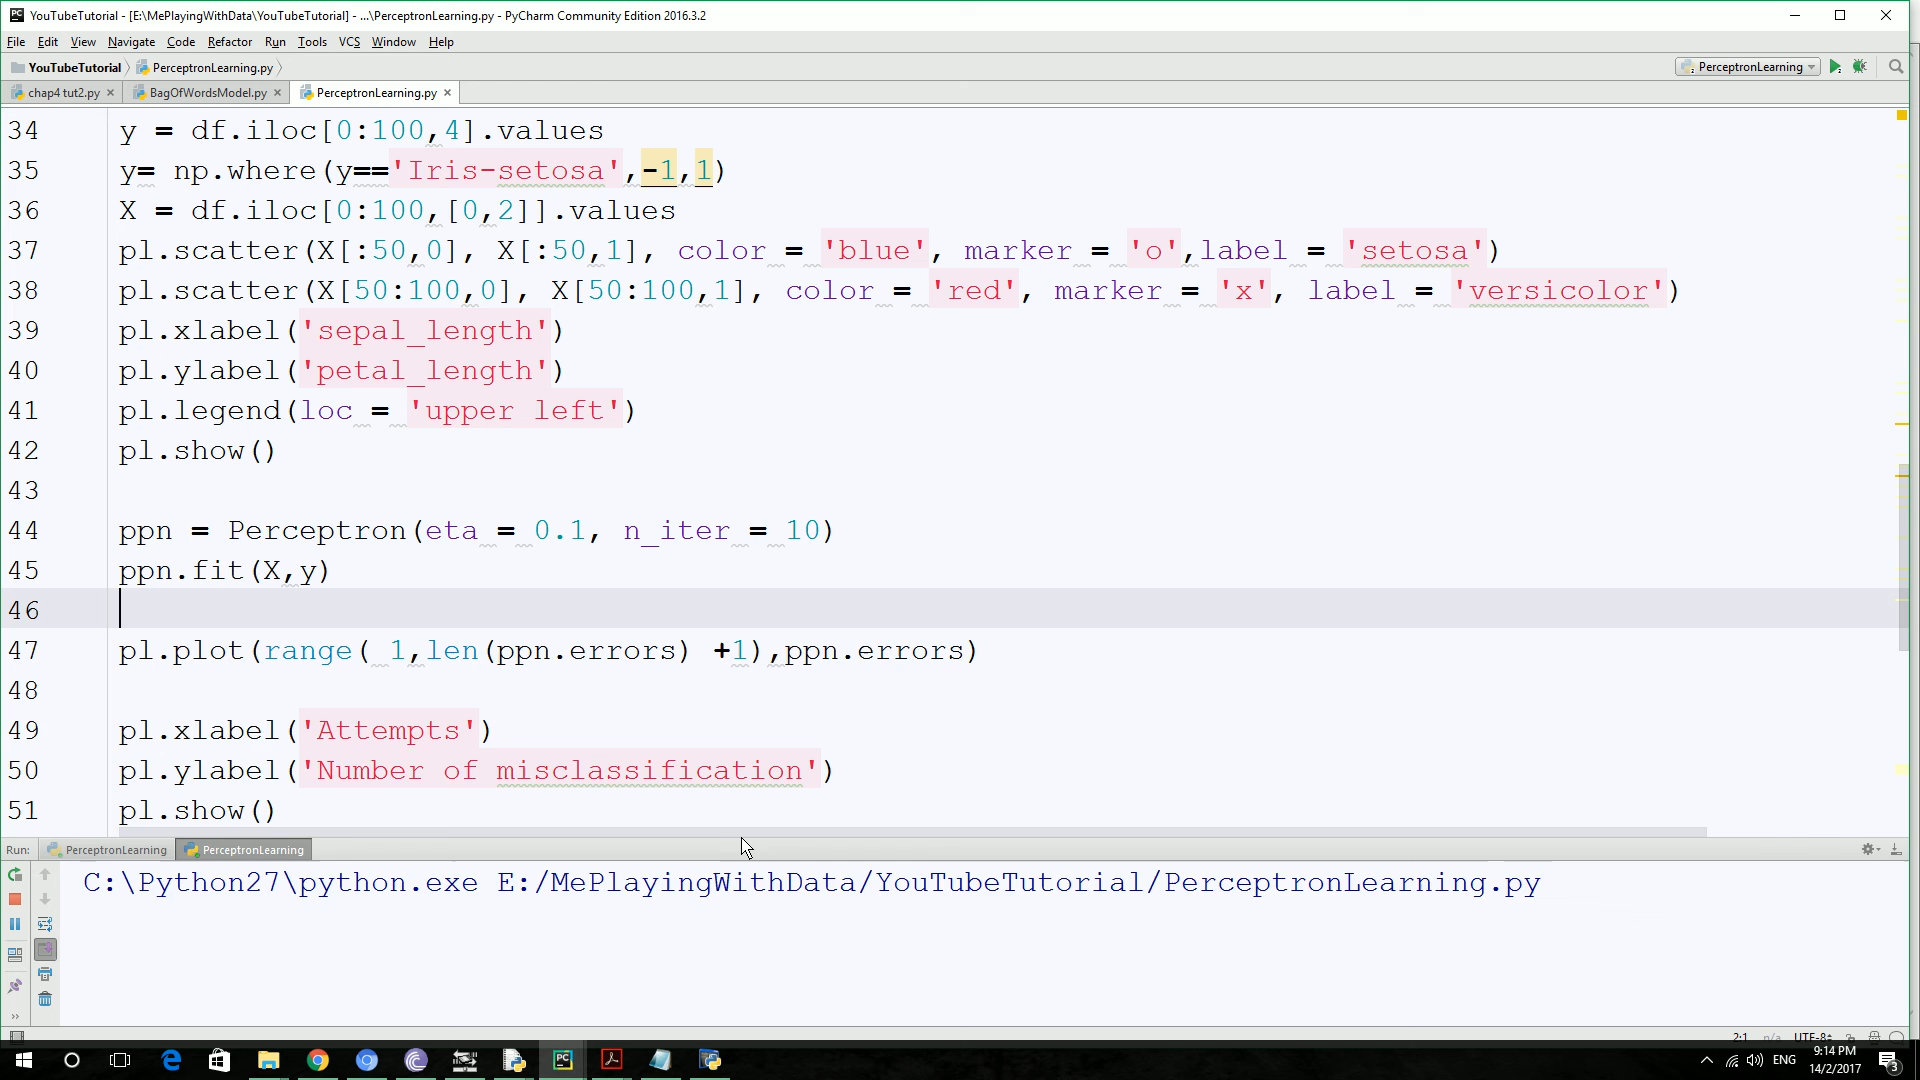 YouTubeTutorial - [E:\MePlayingWithData\YouTubeTutorial] - ...\PerceptronLearning.py - PyCharm Community Edition 2016.3.2
File Edit View Navigate Code Refactor Run Tools VCS Window Help
YouTubeTutorial PerceptronLearning.py PerceptronLearning
chap4 tut2.py BagOfWordsModel.py PerceptronLearning.py
34 y = df.iloc[0:100,4].values
35 y= np.where(y=='Iris-setosa',-1,1)
36 X = df.iloc[0:100,[0,2]].values
37 pl.scatter(X[:50,0], X[:50,1], color = 'blue', marker = 'o',label = 'setosa')
38 pl.scatter(X[50:100,0], X[50:100,1], color = 'red', marker = 'x', label = 'versicolor')
39 pl.xlabel('sepal_length')
40 pl.ylabel('petal_length')
41 pl.legend(loc = 'upper left')
42 pl.show()
43
44 ppn = Perceptron(eta = 0.1, n_iter = 10)
45 ppn.fit(X,y)
46
47 pl.plot(range( 1,len(ppn.errors) +1),ppn.errors)
48
49 pl.xlabel('Attempts')
50 pl.ylabel('Number of misclassification')
51 pl.show()
Run: PerceptronLearning PerceptronLearning
C:\Python27\python.exe E:/MePlayingWithData/YouTubeTutorial/PerceptronLearning.py
2:1 n/a UTF-8
ENG 9:14 PM
14/2/2017 3